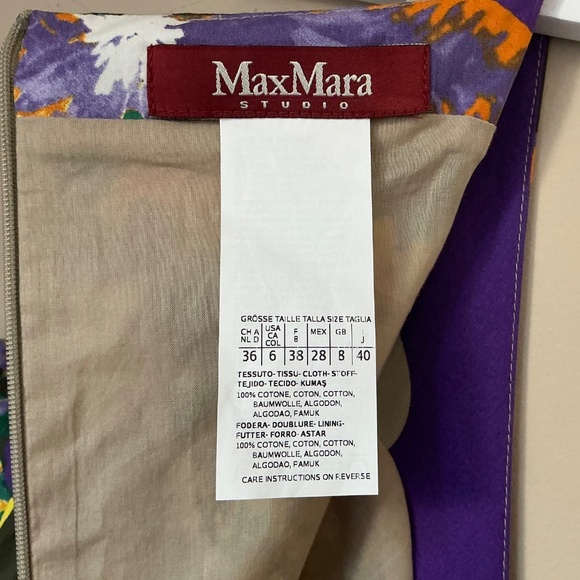 MaxMara
STUDIO
GRÖSSE TAILLE TALLA SIZE TAGLIA
CH A NL D USA CA COL F B MEX GB I J
36 6 38 28 8 40
TESSUTO- TISSU- CLOTH- STOFF-
TEJIDO- TECIDO- KUMAŞ
100% COTONE, COTON, COTTON,
BAUMWOLLE, ALGODON,
ALGODAO, PAMUK
FODERA- DOUBLURE- LINING-
FUTTER- FORRO- ASTAR
100% COTONE, COTON, COTTON,
BAUMWOLLE, ALGODON,
ALGODAO, PAMUK
CARE INSTRUCTIONS ON REVERSE